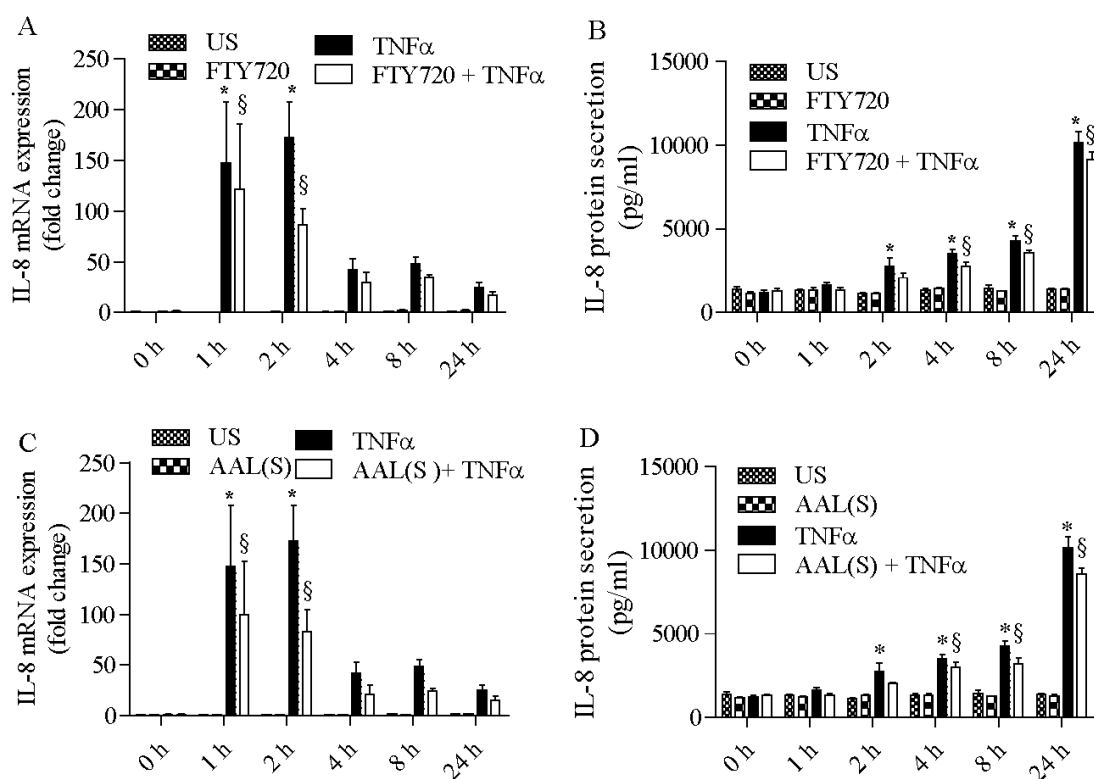 A
US
FTY720
TNFα
FTY720 + TNFα
IL-8 mRNA expression
(fold change)
250
200
150
100
50
0
* § * §
0 h 1 h 2 h 4 h 8 h 24 h
B
US
FTY720
TNFα
FTY720 + TNFα
IL-8 protein secretion
(pg/ml)
15000
10000
5000
0
* * § * § * §
0 h 1 h 2 h 4 h 8 h 24 h
C
US
AAL(S)
TNFα
AAL(S )+ TNFα
IL-8 mRNA expression
(fold change)
250
200
150
100
50
0
* § * §
0 h 1 h 2 h 4 h 8 h 24 h
D
US
AAL(S)
TNFα
AAL(S) + TNFα
IL-8 protein secretion
(pg/ml)
15000
10000
5000
0
* * § * § * §
0 h 1 h 2 h 4 h 8 h 24 h